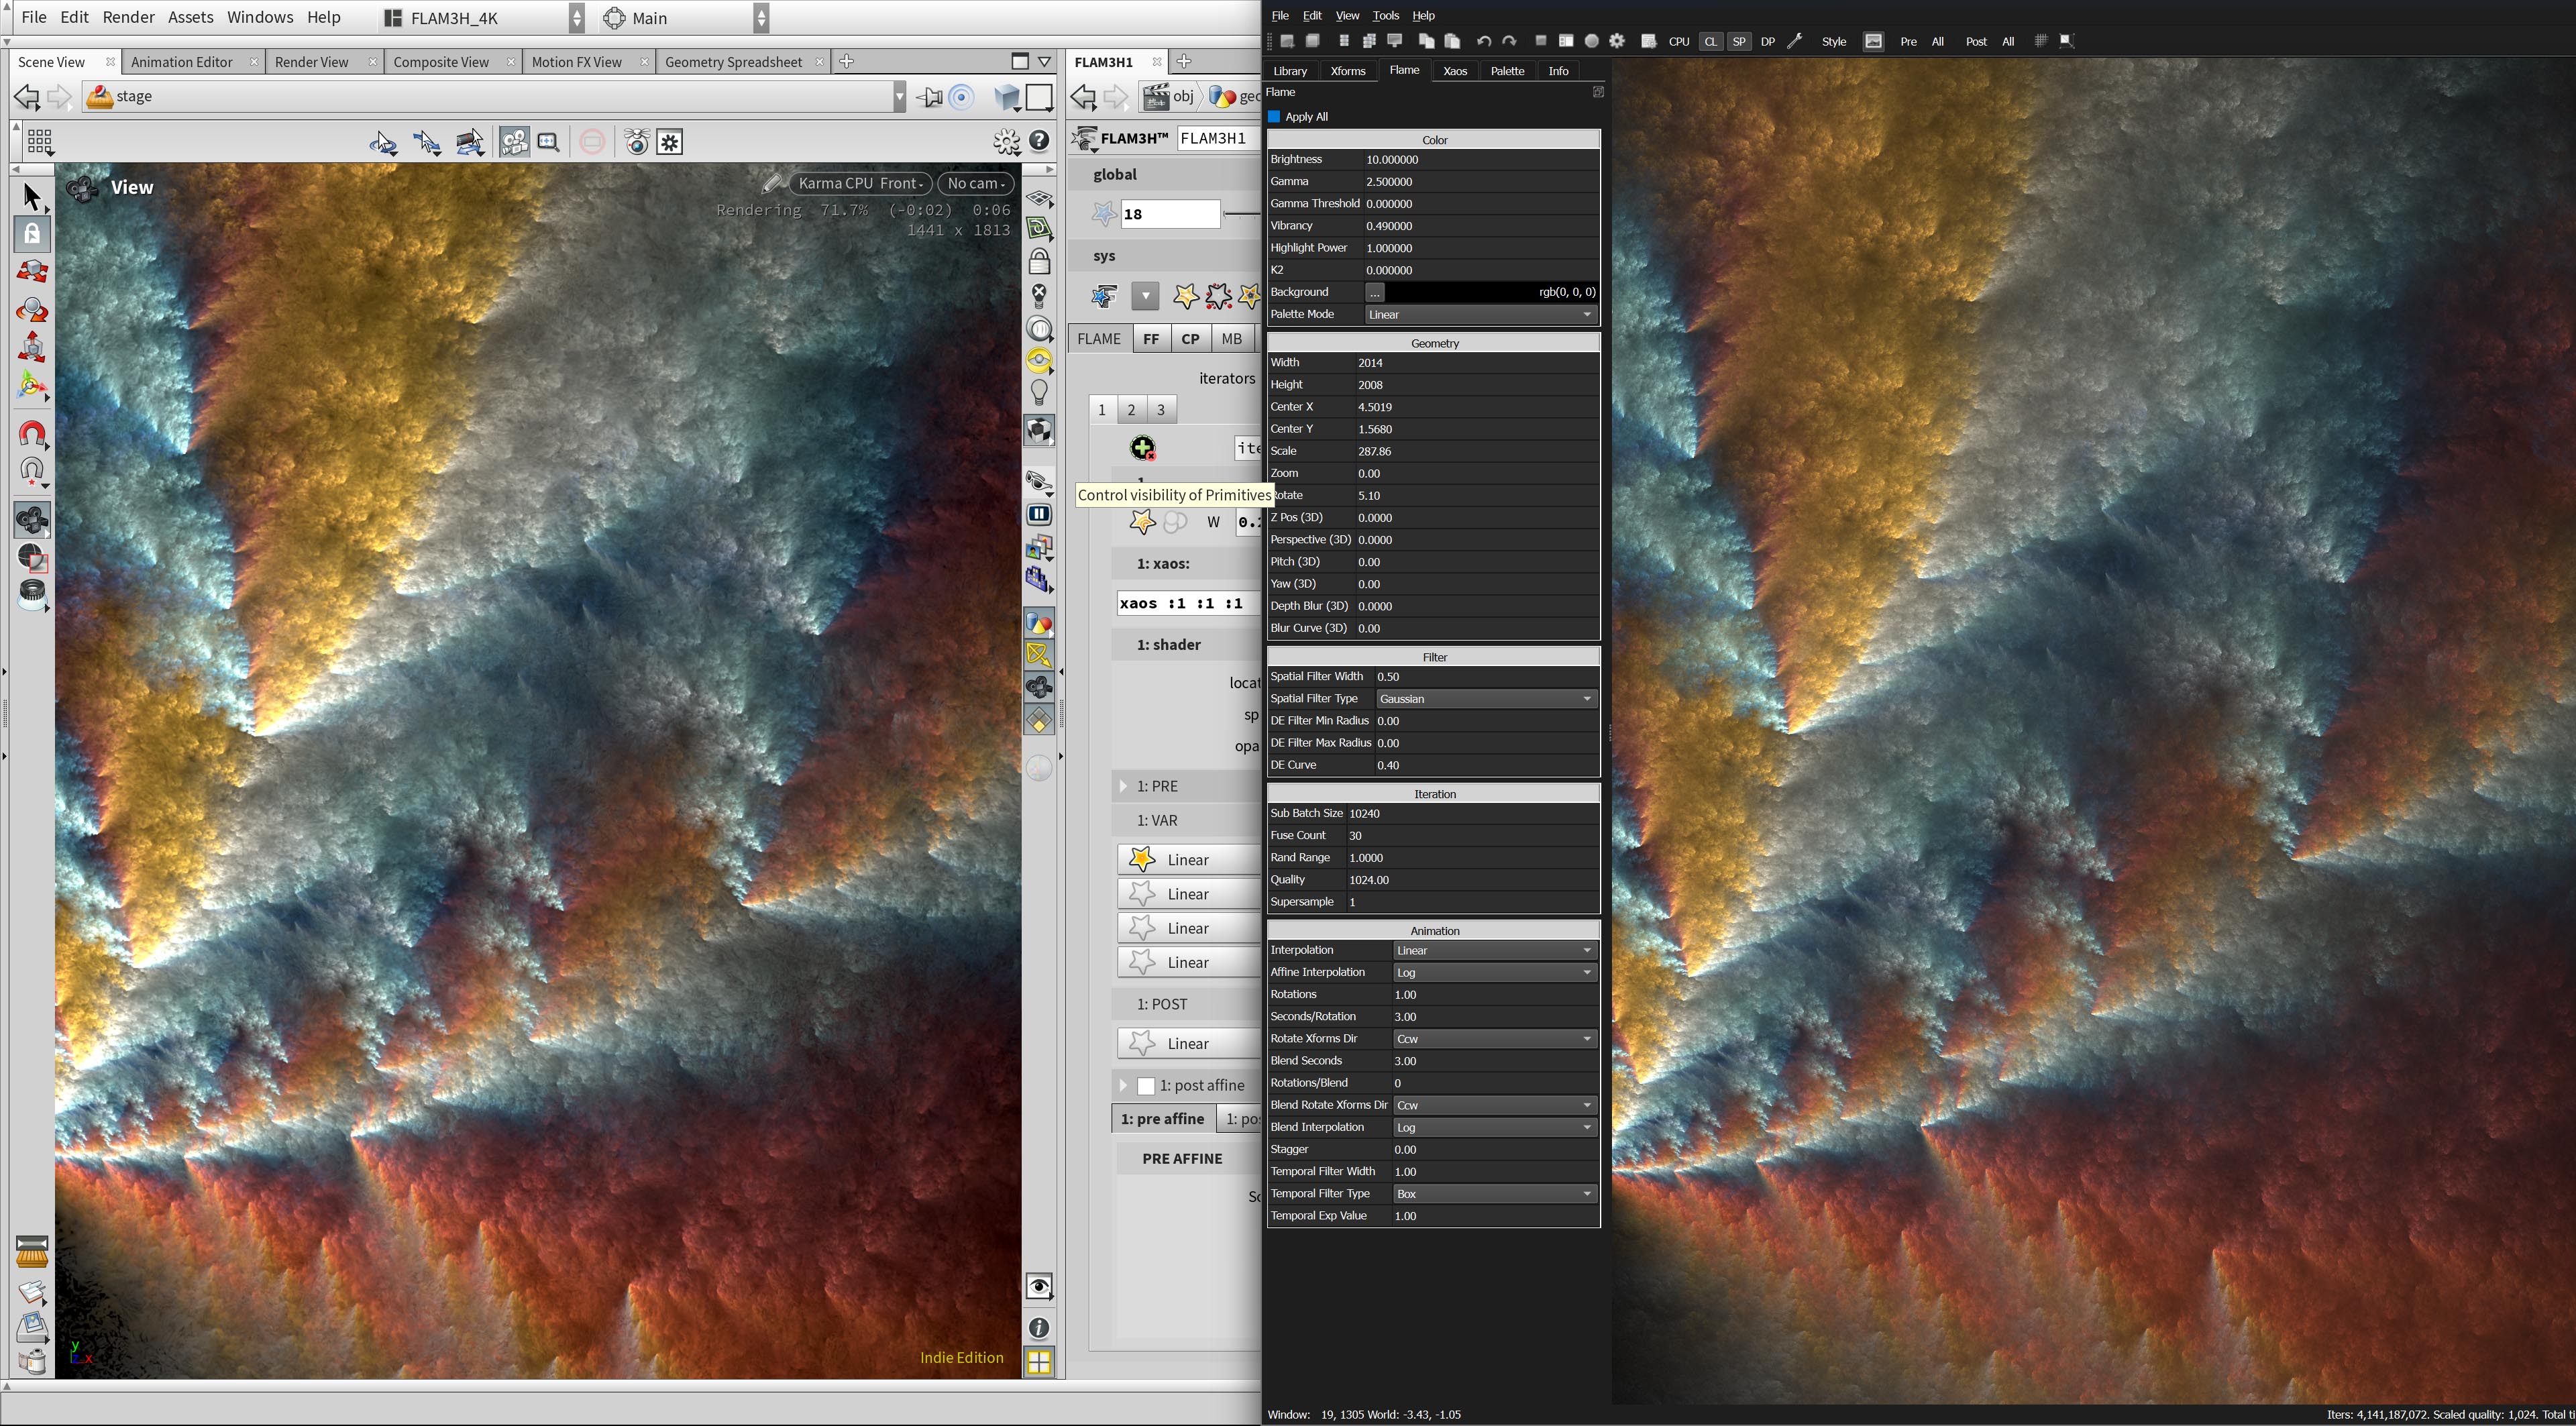 File Edit Render Assets Windows Help FLAM3H_4K Main
Scene View Animation Editor Render View Composite View Motion FX View Geometry Spreadsheet
stage
View Karma CPU Front No cam
Rendering 71.7% (-0:02) 0:06
1441 x 1813
Indie Edition
y
z x
FLAM3H1
obj geo
FLAM3H™ FLAM3H1
global
18
sys
FLAME FF CP MB
iterators
1 2 3
ite
Control visibility of Primitives
W 0.
1: xaos:
xaos :1 :1 :1
1: shader
locat
sp
opa
1: PRE
1: VAR
Linear
Linear
Linear
Linear
1: POST
Linear
1: post affine
1: pre affine 1: po
PRE AFFINE
Sc
File Edit View Tools Help
CPU CL SP DP Style Pre All Post All
Library Xforms Flame Xaos Palette Info
Flame
Apply All
Color
Brightness 10.000000
Gamma 2.500000
Gamma Threshold 0.000000
Vibrancy 0.490000
Highlight Power 1.000000
K2 0.000000
Background ... rgb(0, 0, 0)
Palette Mode Linear
Geometry
Width 2014
Height 2008
Center X 4.5019
Center Y 1.5680
Scale 287.86
Zoom 0.00
Rotate 5.10
Z Pos (3D) 0.0000
Perspective (3D) 0.0000
Pitch (3D) 0.00
Yaw (3D) 0.00
Depth Blur (3D) 0.0000
Blur Curve (3D) 0.00
Filter
Spatial Filter Width 0.50
Spatial Filter Type Gaussian
DE Filter Min Radius 0.00
DE Filter Max Radius 0.00
DE Curve 0.40
Iteration
Sub Batch Size 10240
Fuse Count 30
Rand Range 1.0000
Quality 1024.00
Supersample 1
Animation
Interpolation Linear
Affine Interpolation Log
Rotations 1.00
Seconds/Rotation 3.00
Rotate Xforms Dir Ccw
Blend Seconds 3.00
Rotations/Blend 0
Blend Rotate Xforms Dir Ccw
Blend Interpolation Log
Stagger 0.00
Temporal Filter Width 1.00
Temporal Filter Type Box
Temporal Exp Value 1.00
Window: 19, 1305 World: -3.43, -1.05
Iters: 4,141,187,072. Scaled quality: 1,024. Total ti